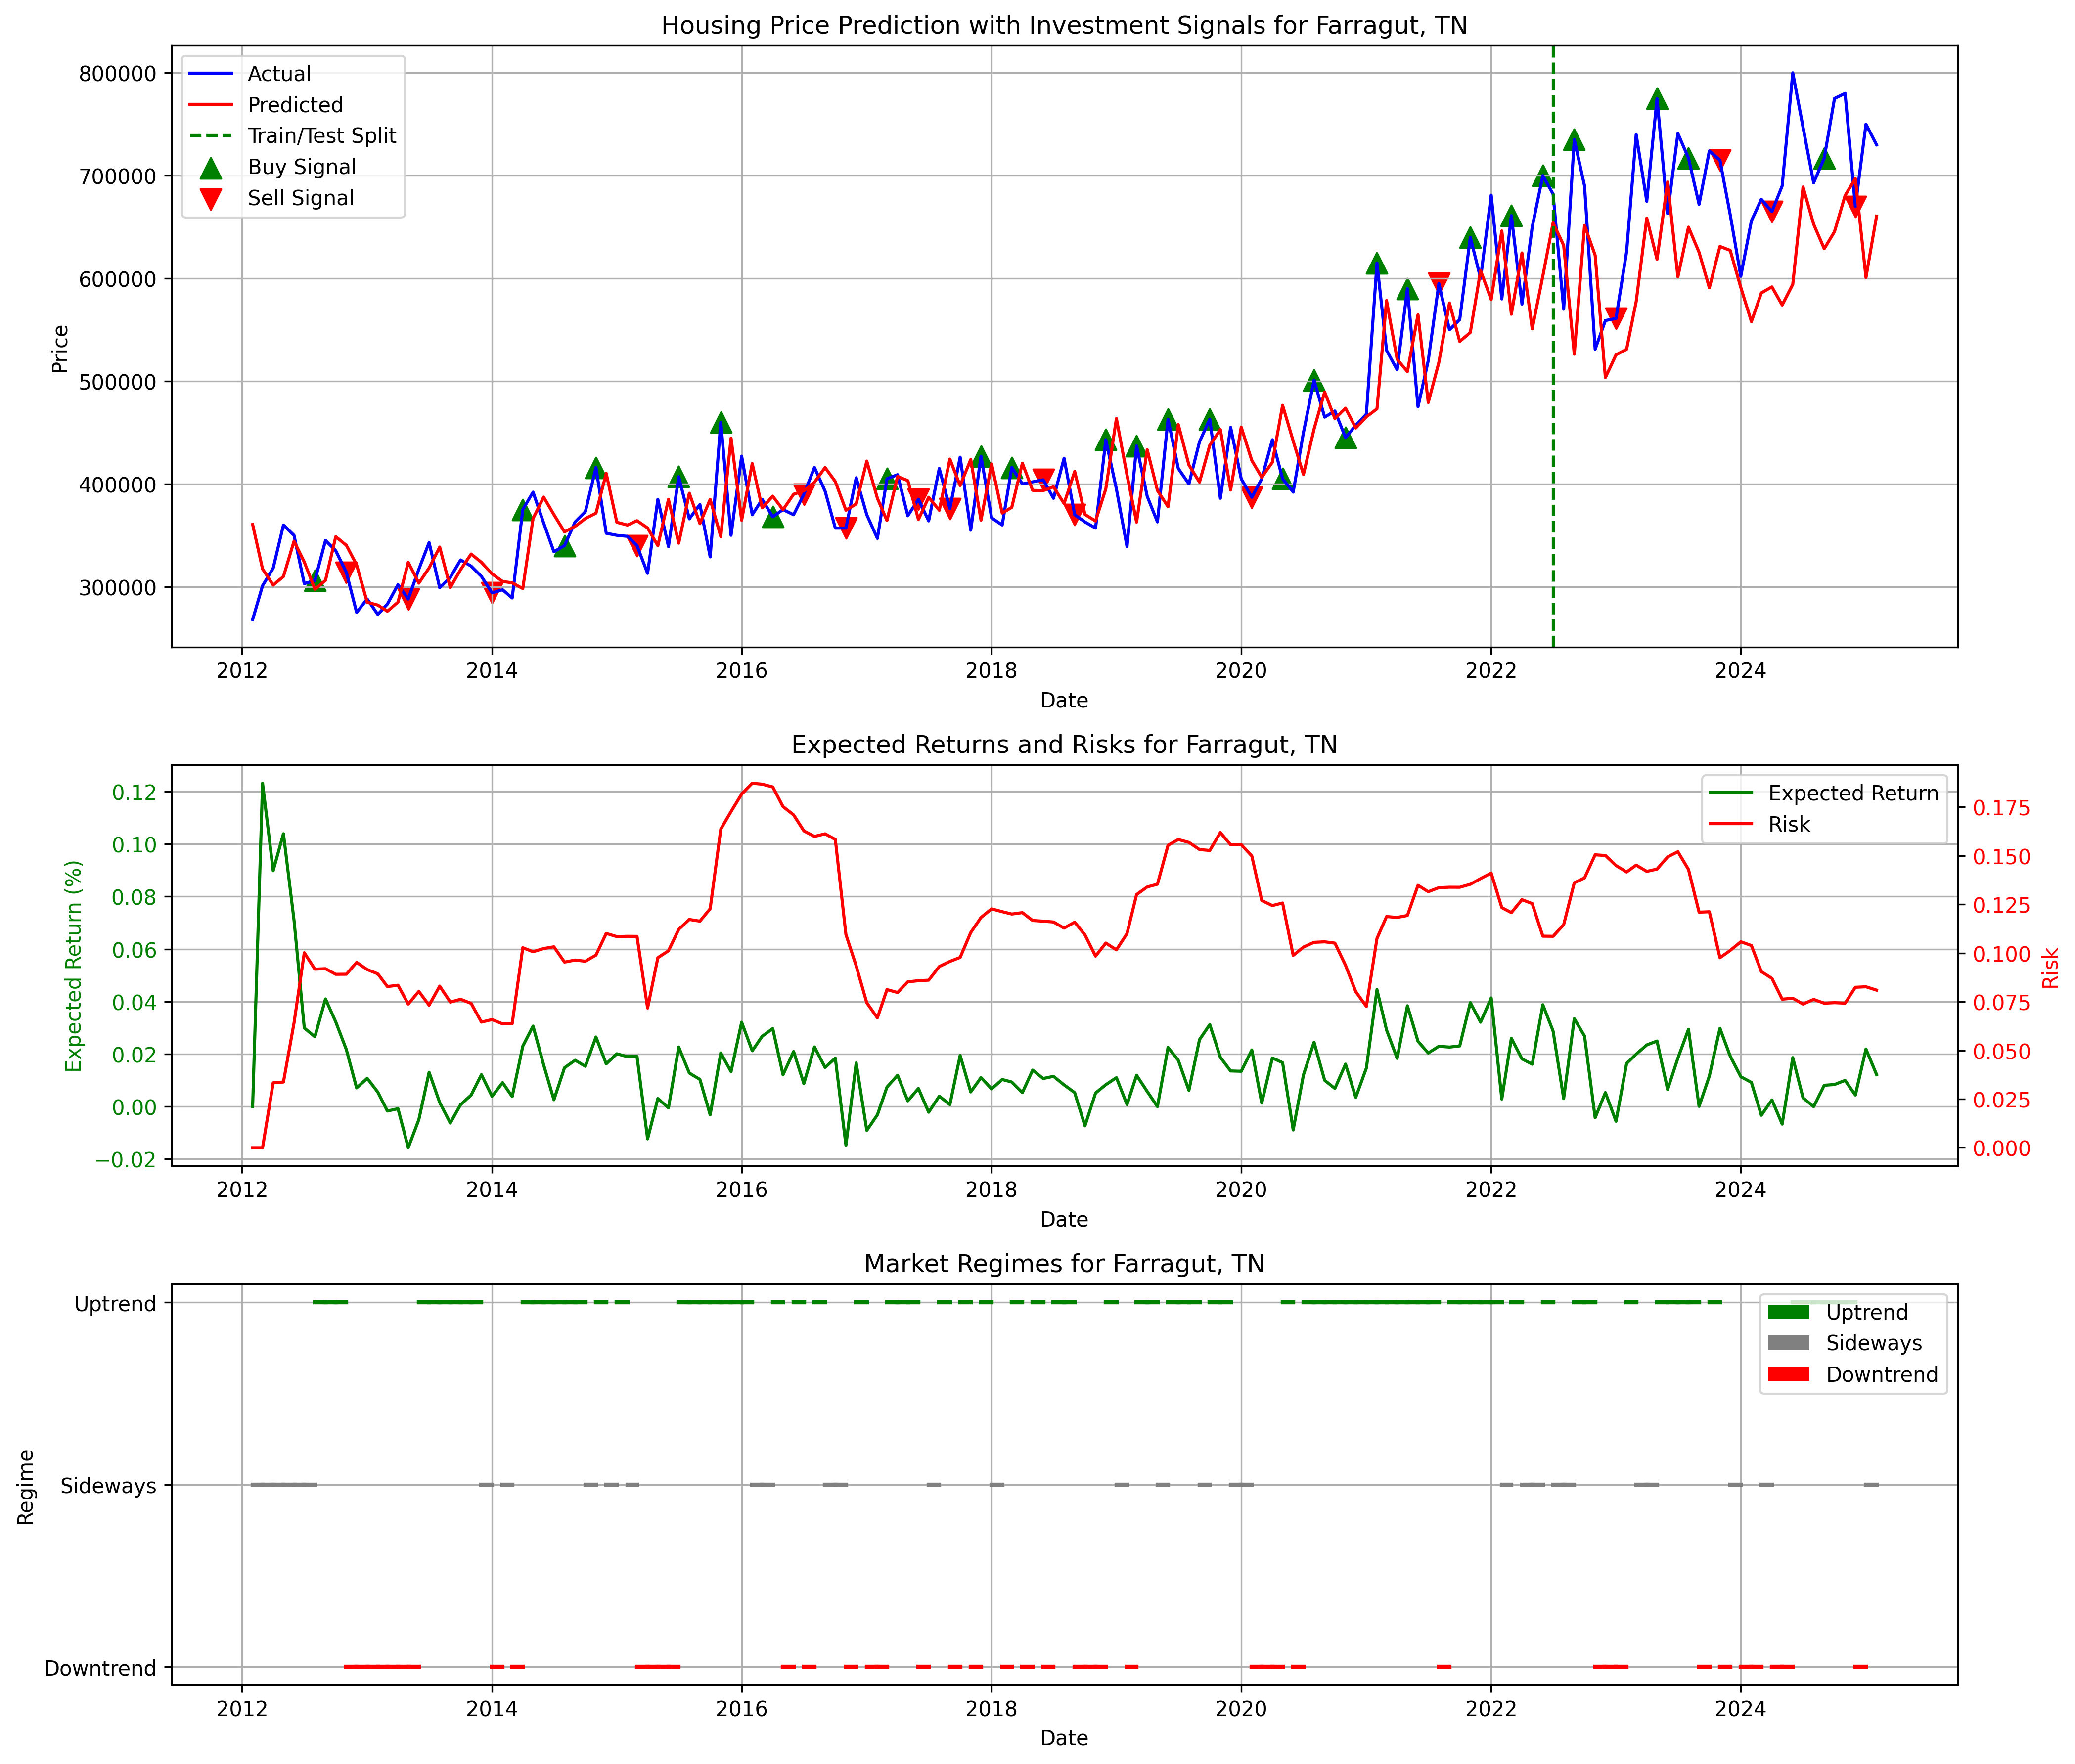 Housing Price Prediction with Investment Signals for Farragut, TN
Actual
Predicted
Train/Test Split
Buy Signal
Sell Signal
800000
700000
600000
500000
400000
300000
Price
2012 2014 2016 2018 2020 2022 2024
Date
Expected Returns and Risks for Farragut, TN
Expected Return
Risk
0.12
0.10
0.08
0.06
0.04
0.02
0.00
−0.02
Expected Return (%)
0.175
0.150
0.125
0.100
0.075
0.050
0.025
0.000
Risk
2012 2014 2016 2018 2020 2022 2024
Date
Market Regimes for Farragut, TN
Uptrend
Sideways
Downtrend
Uptrend
Sideways
Downtrend
Regime
2012 2014 2016 2018 2020 2022 2024
Date